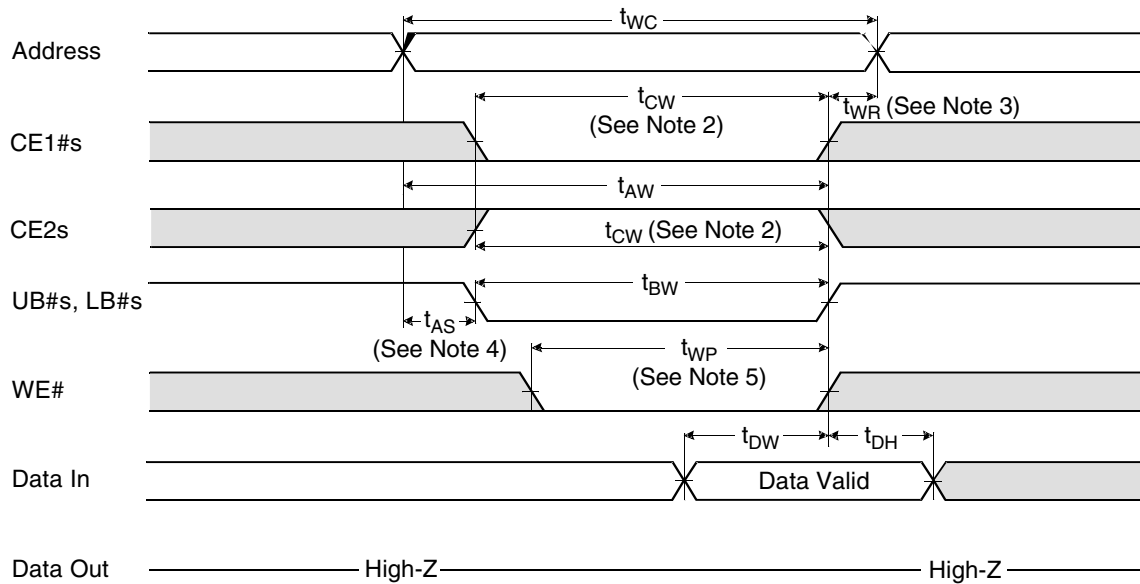 tWC
Address
tCW
(See Note 2)
tWR (See Note 3)
CE1#s
tAW
CE2s
tCW (See Note 2)
tBW
UB#s, LB#s
tAS
(See Note 4)
tWP
(See Note 5)
WE#
tDW
tDH
Data In
Data Valid
Data Out
High-Z
High-Z